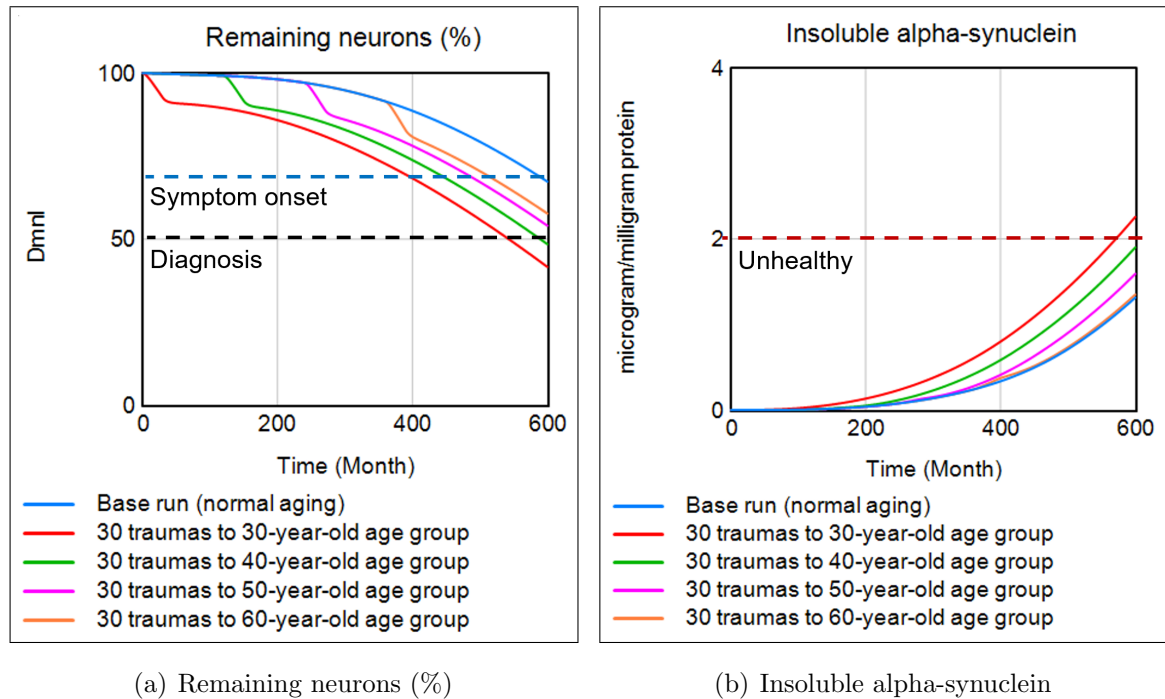 Remaining neurons (%)
100
50
0
Dmnl
Symptom onset
Diagnosis
0
200
400
600
Time (Month)
Base run (normal aging)
30 traumas to 30-year-old age group
30 traumas to 40-year-old age group
30 traumas to 50-year-old age group
30 traumas to 60-year-old age group
(a) Remaining neurons (%)
Insoluble alpha-synuclein
4
2
0
microgram/milligram protein
Unhealthy
0
200
400
600
Time (Month)
Base run (normal aging)
30 traumas to 30-year-old age group
30 traumas to 40-year-old age group
30 traumas to 50-year-old age group
30 traumas to 60-year-old age group
(b) Insoluble alpha-synuclein